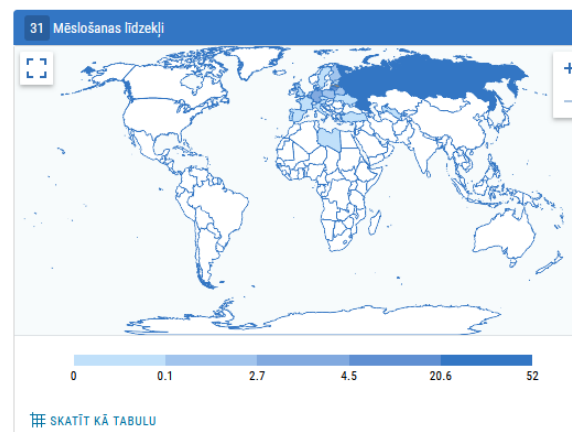 31 Mēslošanas līdzekļi
+
−
0 0.1 2.7 4.5 20.6 52
SKATĪT KĀ TABULU